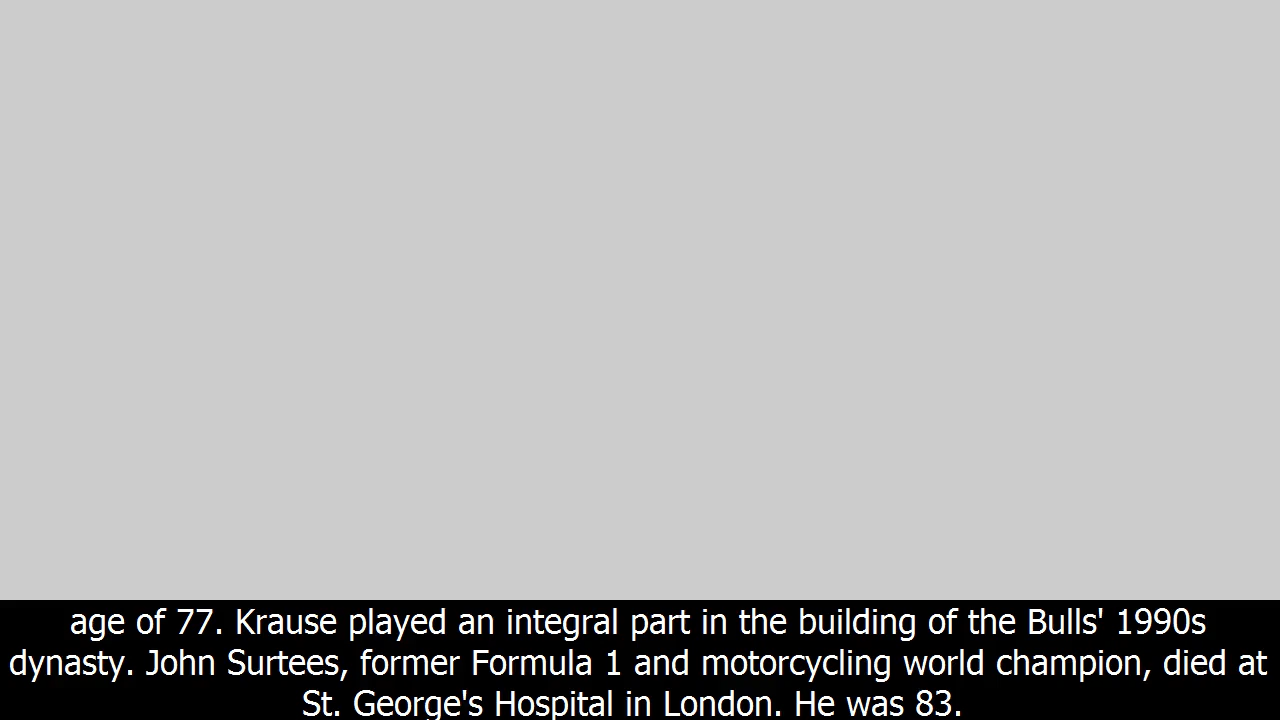 age of 77. Krause played an integral part in the building of the Bulls' 1990s
dynasty. John Surtees, former Formula 1 and motorcycling world champion, died at
St. George's Hospital in London. He was 83.